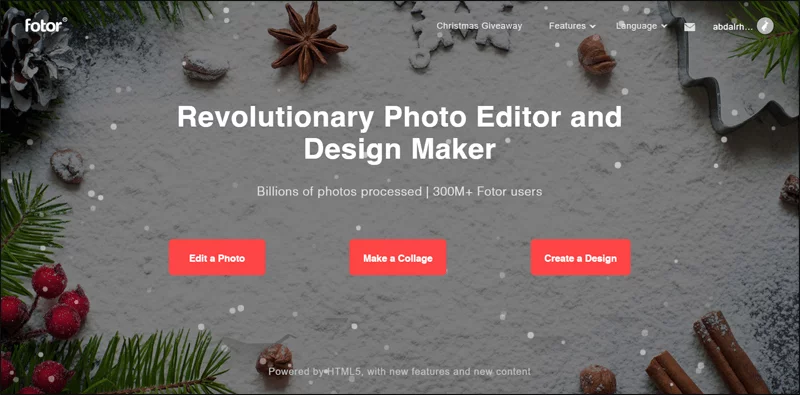 fotor®
Christmas Giveaway Features Language abdalrh...
Revolutionary Photo Editor and
Design Maker
Billions of photos processed | 300M+ Fotor users
Edit a Photo Make a Collage Create a Design
Powered by HTML5, with new features and new content